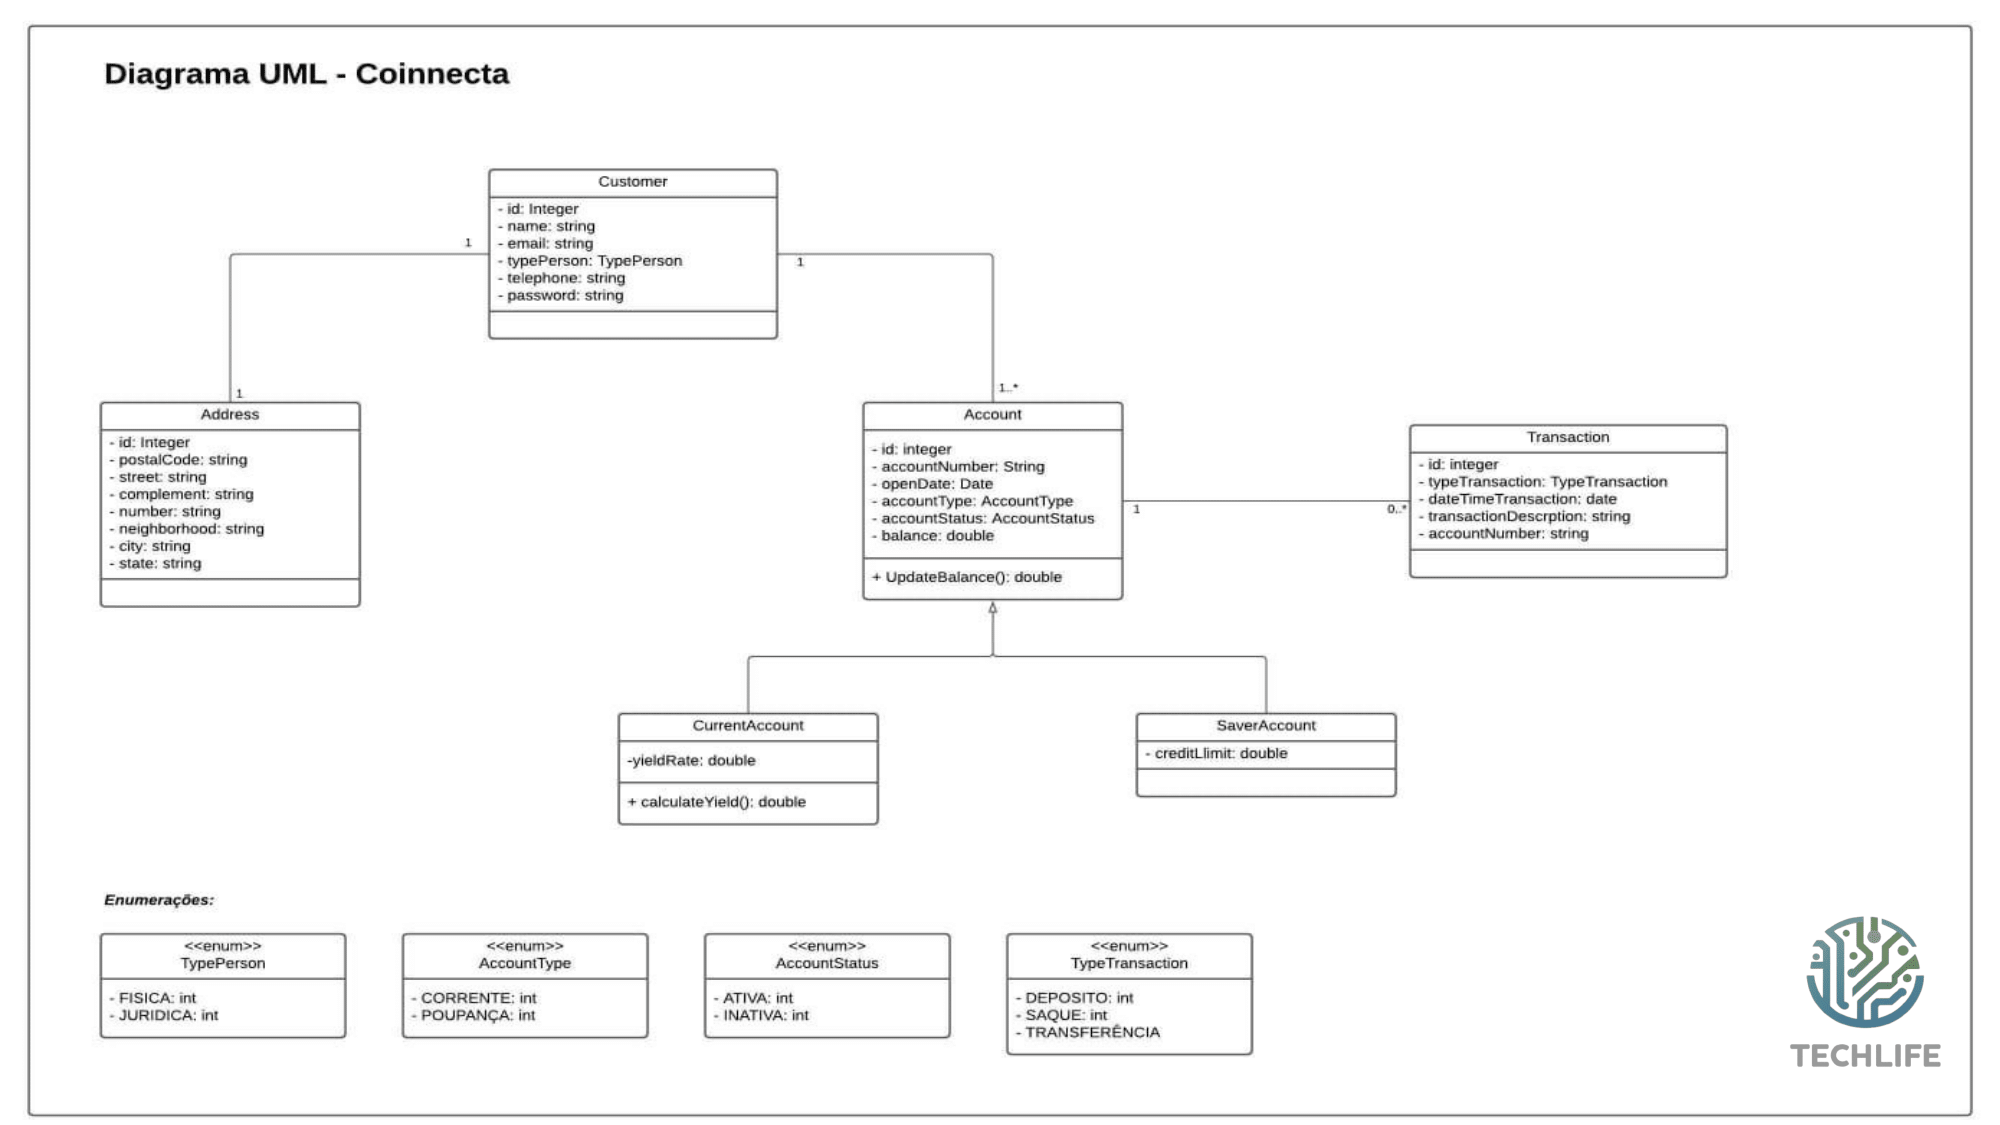 Diagrama UML - Coinnecta
Customer
- id: Integer
- name: string
- email: string
- typePerson: TypePerson
- telephone: string
- password: string
1
1
1
1..*
Address
- id: Integer
- postalCode: string
- street: string
- complement: string
- number: string
- neighborhood: string
- city: string
- state: string
Account
- id: integer
- accountNumber: String
- openDate: Date
- accountType: AccountType
- accountStatus: AccountStatus
- balance: double
+ UpdateBalance(): double
1
0..*
Transaction
- id: integer
- typeTransaction: TypeTransaction
- dateTimeTransaction: date
- transactionDescrption: string
- accountNumber: string
CurrentAccount
-yieldRate: double
+ calculateYield(): double
SaverAccount
- creditLlimit: double
Enumerações:
<<enum>>
TypePerson
- FISICA: int
- JURIDICA: int
<<enum>>
AccountType
- CORRENTE: int
- POUPANÇA: int
<<enum>>
AccountStatus
- ATIVA: int
- INATIVA: int
<<enum>>
TypeTransaction
- DEPOSITO: int
- SAQUE: int
- TRANSFERÊNCIA
TECHLIFE